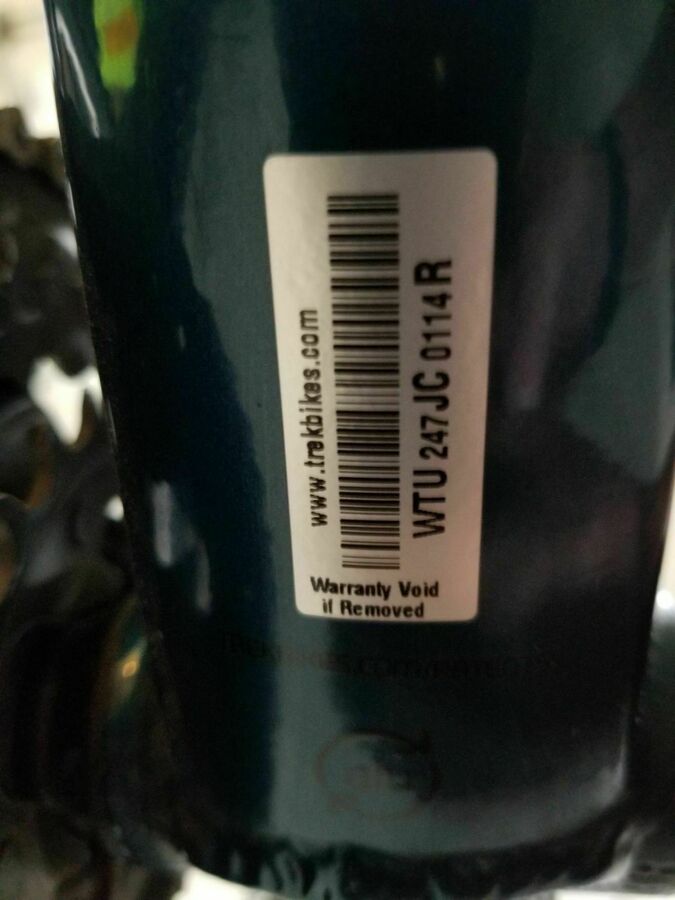 www.trekbikes.com
WTU 247 JC 0114 R
Warranty Void
if Removed